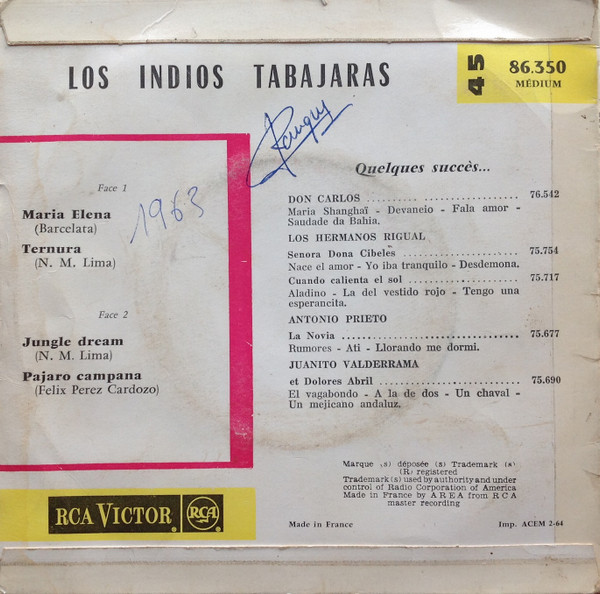 LOS INDIOS TABAJARAS
45
86.350
MÉDIUM
Face 1
Maria Elena
(Barcelata)
Ternura
(N. M. Lima)
1963
Face 2
Jungle dream
(N. M. Lima)
Pajaro campana
(Felix Perez Cardozo)
Quelques succès...
DON CARLOS .......... 76.542
Maria Shanghaï - Devaneio - Fala amor -
Saudade da Bahia.
LOS HERMANOS RIGUAL
Senora Dona Cibeles .......... 75.754
Nace el amor - Yo iba tranquilo - Desdemona.
Cuando calienta el sol .......... 75.717
Aladino - La del vestido rojo - Tengo una
esperancita.
ANTONIO PRIETO
La Novia .......... 75.677
Rumores - Ati - Llorando me dormi.
JUANITO VALDERRAMA
et Dolores Abril .......... 75.690
El vagabondo - A la de dos - Un chaval -
Un mejicano andaluz.
Marque (s) déposée (s) Trademark (s)
(R) registered
Trademark(s) used by authority and under
control of Radio Corporation of America
Made in France by AREA from RCA
master recording
RCA VICTOR
RCA
Made in France
Imp. ACEM 2-64